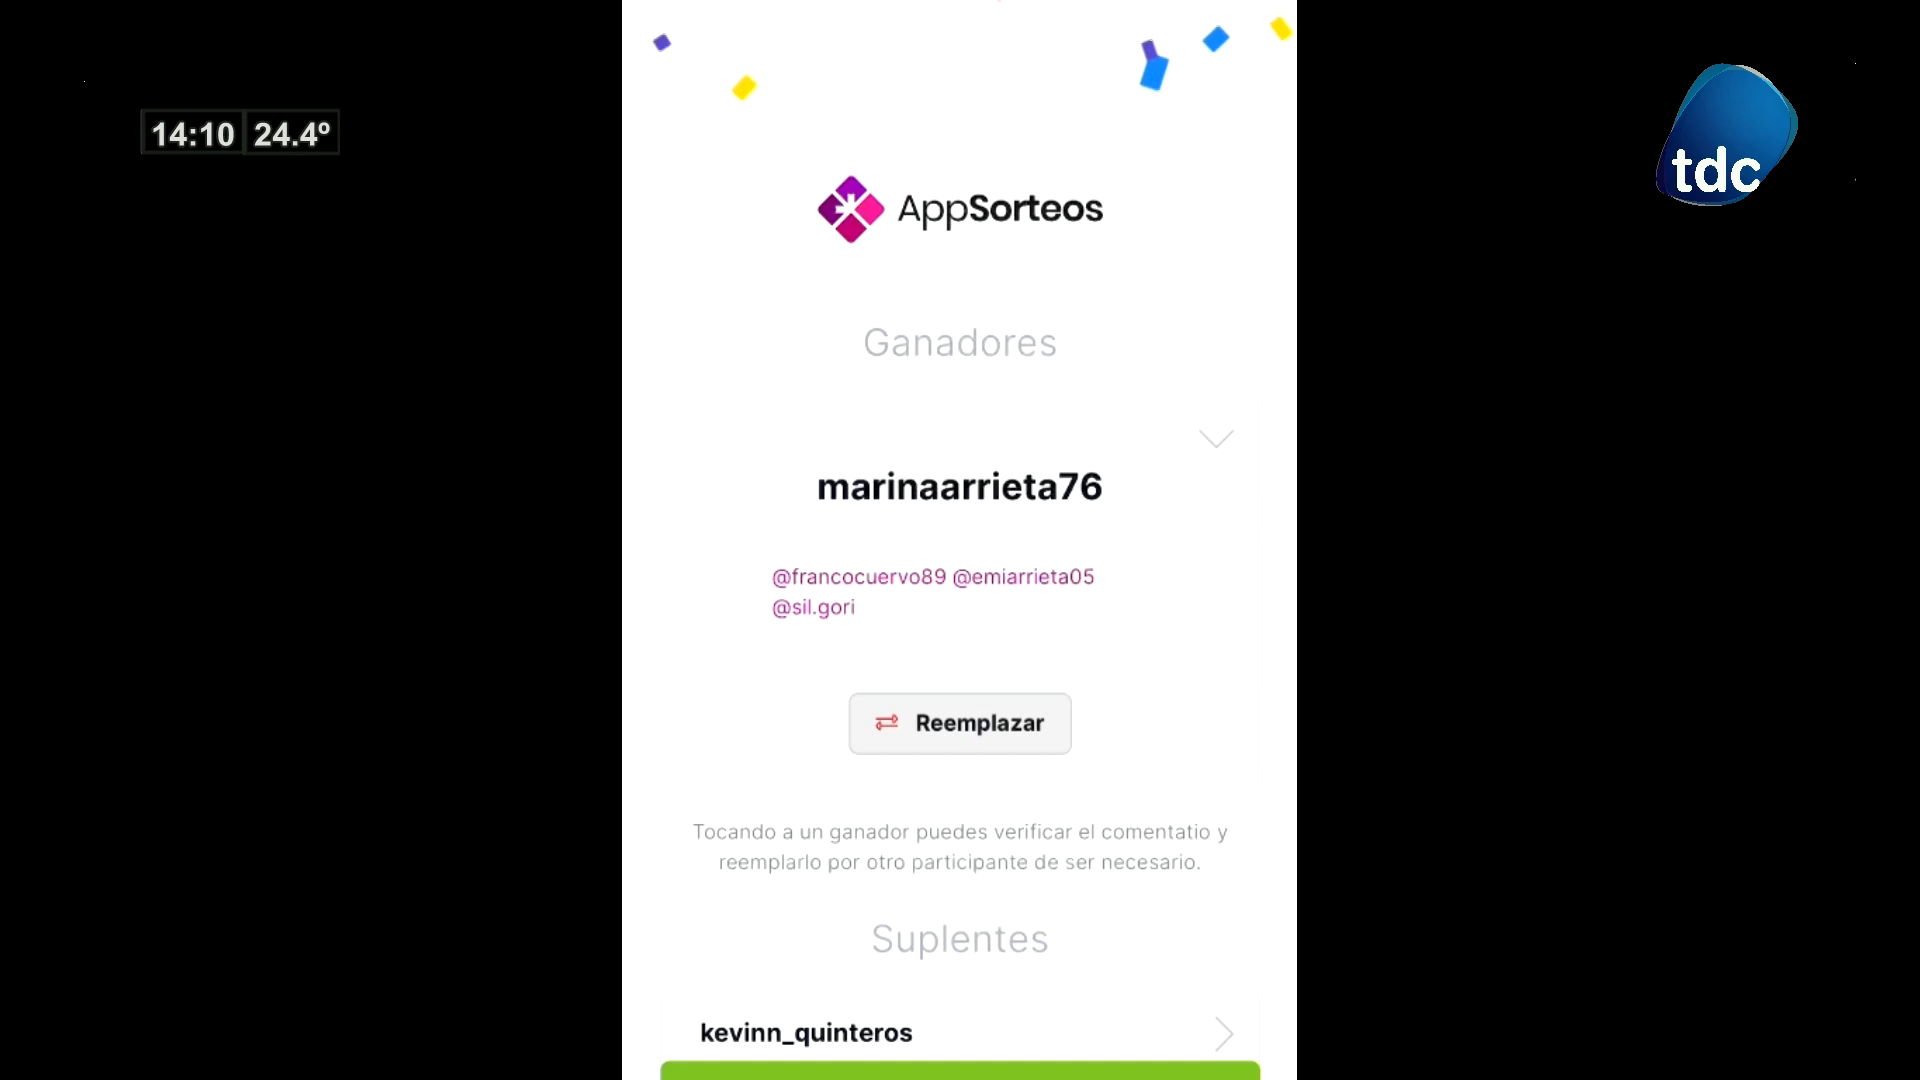 14:10 24.4º
tdc
AppSorteos
Ganadores
marinaarrieta76
@francocuervo89 @emiarrieta05
@sil.gori
Reemplazar
Tocando a un ganador puedes verificar el comentatio y
reemplarlo por otro participante de ser necesario.
Suplentes
kevinn_quinteros